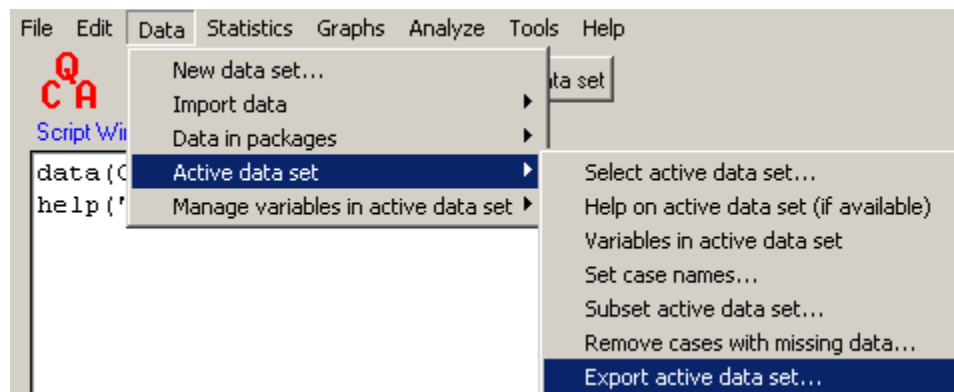 File Edit Data Statistics Graphs Analyze Tools Help
Q
C A
New data set...
ata set
Import data
Script Wi
Data in packages
data(
Active data set
Select active data set...
help("
Manage variables in active data set
Help on active data set (if available)
Variables in active data set
Set case names...
Subset active data set...
Remove cases with missing data...
Export active data set...